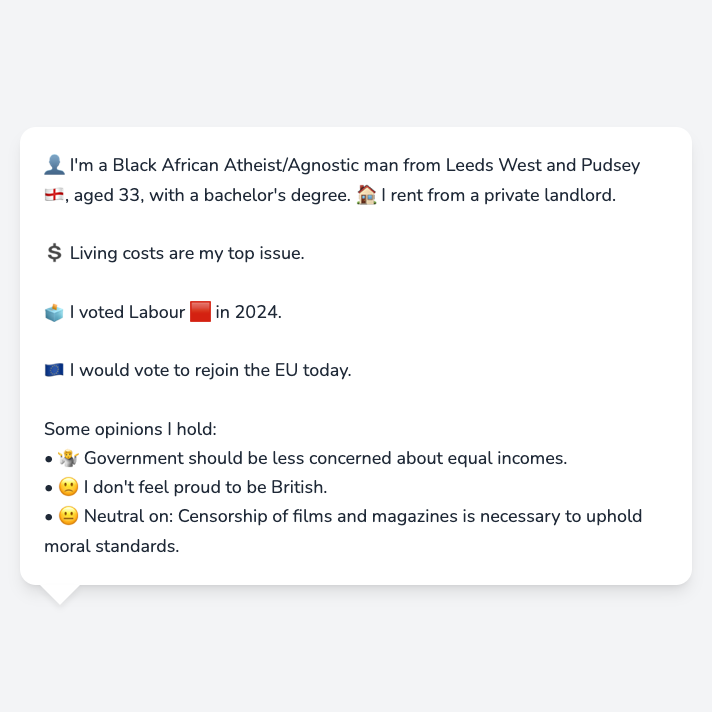 👤 I'm a Black African Atheist/Agnostic man from Leeds West and Pudsey
🏴󠁧󠁢󠁥󠁮󠁧󠁿, aged 33, with a bachelor's degree. 🏠 I rent from a private landlord.
💲 Living costs are my top issue.
🗳️ I voted Labour 🟥 in 2024.
🇪🇺 I would vote to rejoin the EU today.
Some opinions I hold:
• 🤷 Government should be less concerned about equal incomes.
• 🙁 I don't feel proud to be British.
• 😐 Neutral on: Censorship of films and magazines is necessary to uphold
moral standards.